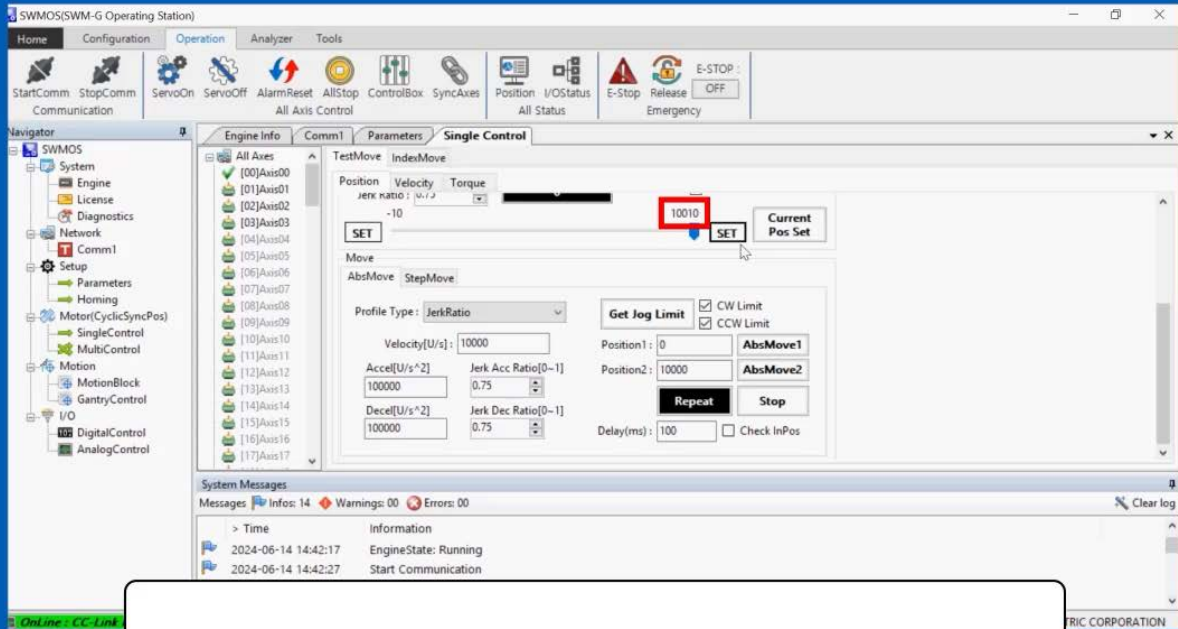 SWMOS(SWM-G Operating Station)
Home Configuration Operation Analyzer Tools
StartComm StopComm ServoOn ServoOff AlarmReset AllStop ControlBox SyncAxes Position I/OStatus E-Stop Release E-STOP : OFF
Communication All Axis Control All Status Emergency
Navigator
SWMOS
System
Engine
License
Diagnostics
Network
Comm1
Setup
Parameters
Homing
Motor(CyclicSyncPos)
SingleControl
MultiControl
Motion
MotionBlock
GantryControl
I/O
DigitalControl
AnalogControl
Engine Info Comm1 Parameters Single Control
All Axes
[00]Axis00
[01]Axis01
[02]Axis02
[03]Axis03
[04]Axis04
[05]Axis05
[06]Axis06
[07]Axis07
[08]Axis08
[09]Axis09
[10]Axis10
[11]Axis11
[12]Axis12
[13]Axis13
[14]Axis14
[15]Axis15
[16]Axis16
[17]Axis17
TestMove IndexMove
Position Velocity Torque
Jerk Ratio : 0.75
-10 10010
SET SET Current Pos Set
Move
AbsMove StepMove
Profile Type : JerkRatio
Velocity[U/s] : 10000
Accel[U/s^2] Jerk Acc Ratio[0~1]
100000 0.75
Decel[U/s^2] Jerk Dec Ratio[0~1]
100000 0.75
Get Jog Limit CW Limit
CCW Limit
Position1 : 0 AbsMove1
Position2 : 10000 AbsMove2
Repeat Stop
Delay(ms) : 100 Check InPos
System Messages
Messages Infos: 14 Warnings: 00 Errors: 00 Clear log
> Time Information
2024-06-14 14:42:17 EngineState: Running
2024-06-14 14:42:27 Start Communication
OnLine : CC-Link
TRIC CORPORATION